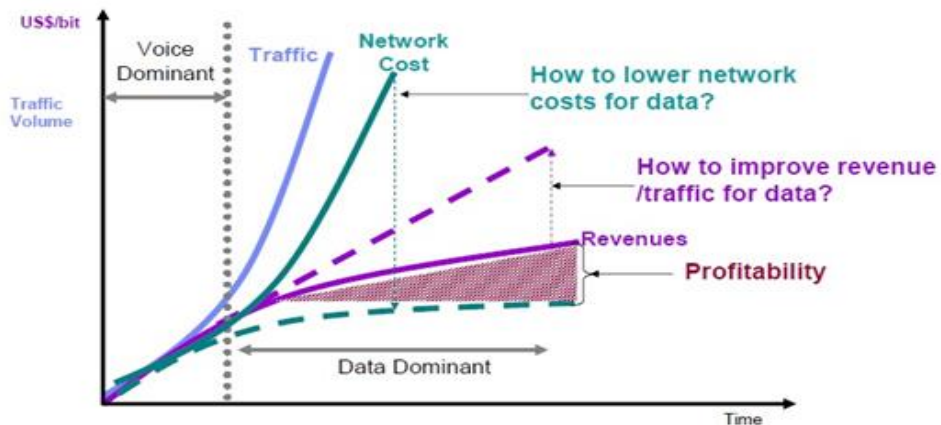 US$/bit
Voice
Dominant
Traffic
Network
Cost
How to lower network
costs for data?
Traffic
Volume
How to improve revenue
/traffic for data?
Revenues
Profitability
Data Dominant
Time